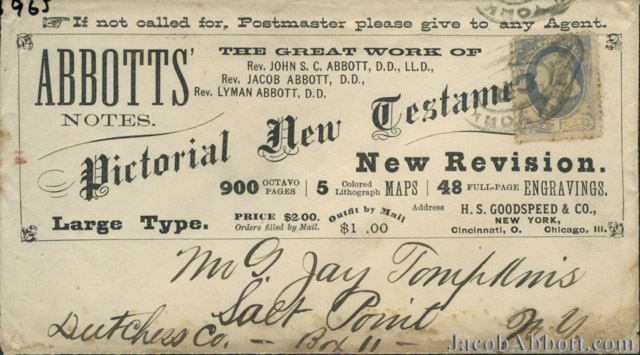 1965
☞ If not called for, Postmaster please give to any Agent.
ABBOTTS'
NOTES.
THE GREAT WORK OF
Rev. JOHN S. C. ABBOTT, D.D., LL.D.,
Rev. JACOB ABBOTT, D.D.,
Rev. LYMAN ABBOTT, D.D.
Pictorial New Testame
New Revision.
900 OCTAVO PAGES | 5 Colored Lithograph MAPS | 48 FULL-PAGE ENGRAVINGS.
Large Type.
PRICE $2.00.
Orders filled by Mail.
Outfit by Mail
$1.00
Address
H. S. GOODSPEED & CO.,
NEW YORK,
Cincinnati, O. Chicago, Ill.
Mr G. Jay Tompkins
Salt Point
Dutchess Co. - Box 11 - N Y
JacobAbbott.com